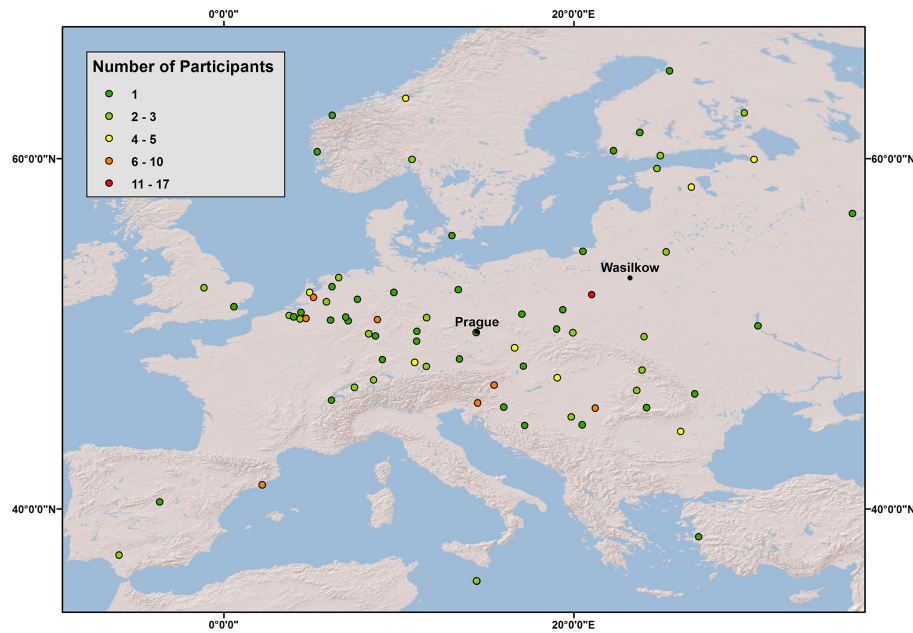 0°0'0" 20°0'0"E
Number of Participants
1
2 - 3
4 - 5
6 - 10
11 - 17
60°0'0"N 60°0'0"N
Wasilkow
Prague
40°0'0"N 40°0'0"N
0°0'0" 20°0'0"E